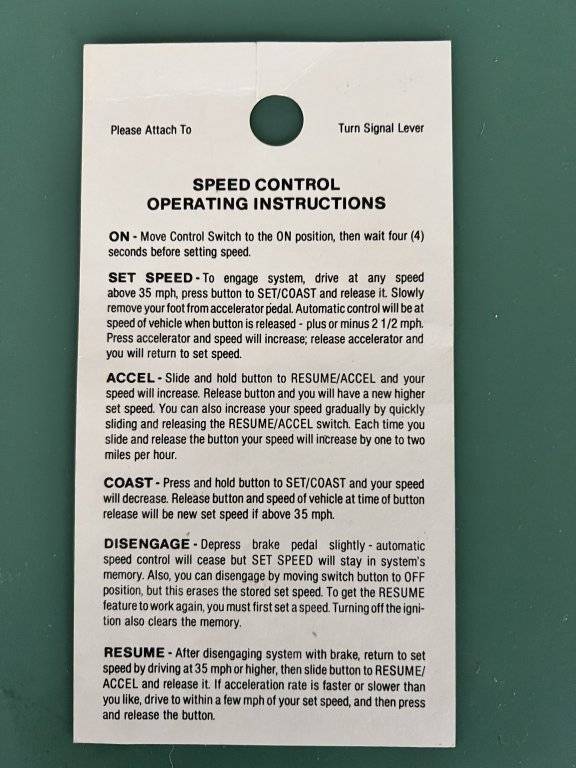 Please Attach To
Turn Signal Lever
SPEED CONTROL
OPERATING INSTRUCTIONS
ON - Move Control Switch to the ON position, then wait four (4)
seconds before setting speed.
SET SPEED - To engage system, drive at any speed
above 35 mph, press button to SET/COAST and release it. Slowly
remove your foot from accelerator pedal. Automatic control will be at
speed of vehicle when button is released - plus or minus 2 1/2 mph.
Press accelerator and speed will increase; release accelerator and
you will return to set speed.
ACCEL - Slide and hold button to RESUME/ACCEL and your
speed will increase. Release button and you will have a new higher
set speed. You can also increase your speed gradually by quickly
sliding and releasing the RESUME/ACCEL switch. Each time you
slide and release the button your speed will increase by one to two
miles per hour.
COAST - Press and hold button to SET/COAST and your speed
will decrease. Release button and speed of vehicle at time of button
release will be new set speed if above 35 mph.
DISENGAGE - Depress brake pedal slightly - automatic
speed control will cease but SET SPEED will stay in system's
memory. Also, you can disengage by moving switch button to OFF
position, but this erases the stored set speed. To get the RESUME
feature to work again, you must first set a speed. Turning off the igni-
tion also clears the memory.
RESUME - After disengaging system with brake, return to set
speed by driving at 35 mph or higher, then slide button to RESUME/
ACCEL and release it. If acceleration rate is faster or slower than
you like, drive to within a few mph of your set speed, and then press
and release the button.